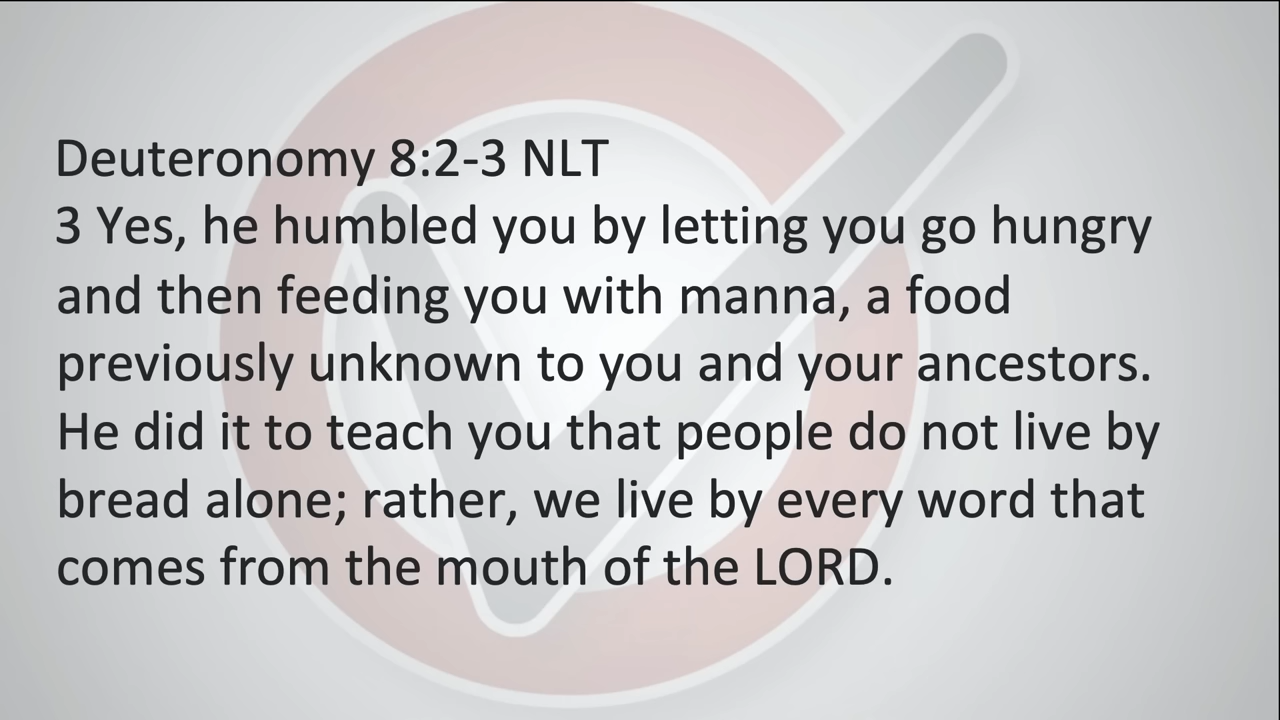 Deuteronomy 8:2-3 NLT
3 Yes, he humbled you by letting you go hungry
and then feeding you with manna, a food
previously unknown to you and your ancestors.
He did it to teach you that people do not live by
bread alone; rather, we live by every word that
comes from the mouth of the LORD.